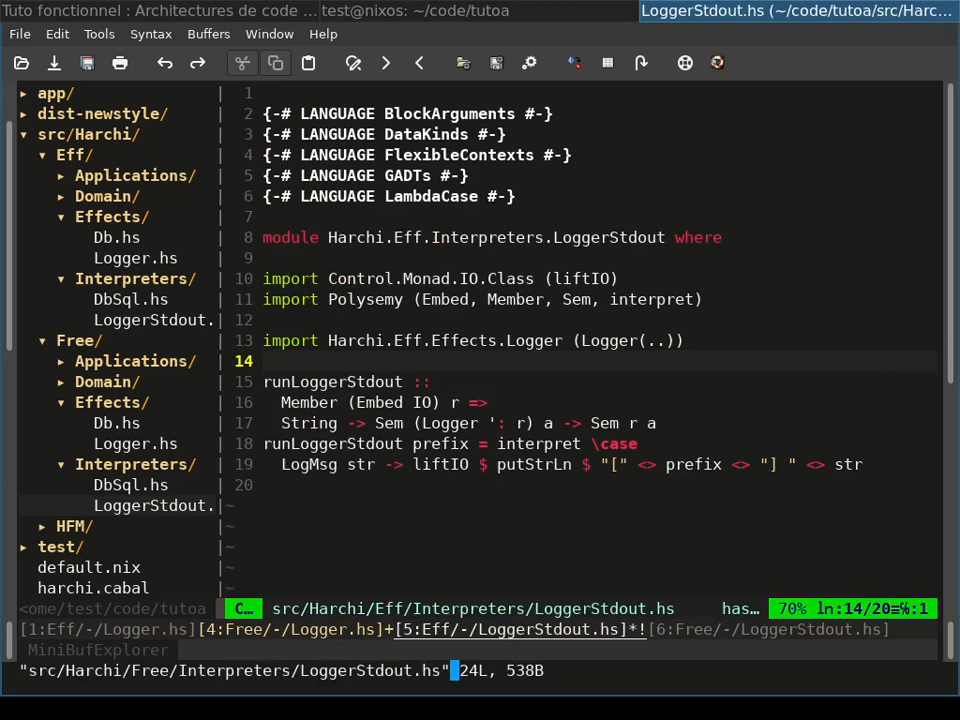 Tuto fonctionnel : Architectures de code ... test@nixos: ~/code/tutoa LoggerStdout.hs (~/code/tutoa/src/Harc...
File Edit Tools Syntax Buffers Window Help
▸ app/
▸ dist-newstyle/
▾ src/Harchi/
▾ Eff/
▸ Applications/
▸ Domain/
▾ Effects/
Db.hs
Logger.hs
▾ Interpreters/
DbSql.hs
LoggerStdout.
▾ Free/
▸ Applications/
▸ Domain/
▾ Effects/
Db.hs
Logger.hs
▾ Interpreters/
DbSql.hs
LoggerStdout.
▸ HFM/
▸ test/
default.nix
harchi.cabal
<ome/test/code/tutoa
1
2 {-# LANGUAGE BlockArguments #-}
3 {-# LANGUAGE DataKinds #-}
4 {-# LANGUAGE FlexibleContexts #-}
5 {-# LANGUAGE GADTs #-}
6 {-# LANGUAGE LambdaCase #-}
7
8 module Harchi.Eff.Interpreters.LoggerStdout where
9
10 import Control.Monad.IO.Class (liftIO)
11 import Polysemy (Embed, Member, Sem, interpret)
12
13 import Harchi.Eff.Effects.Logger (Logger(..))
14
15 runLoggerStdout ::
16   Member (Embed IO) r =>
17   String -> Sem (Logger ': r) a -> Sem r a
18 runLoggerStdout prefix = interpret \case
19   LogMsg str -> liftIO $ putStrLn $ "[" <> prefix <> "] " <> str
20
~
~
~
~
~
C… src/Harchi/Eff/Interpreters/LoggerStdout.hs has… 70% ㏑:14/20≡℅:1
[1:Eff/-/Logger.hs][4:Free/-/Logger.hs]+[5:Eff/-/LoggerStdout.hs]*![6:Free/-/LoggerStdout.hs]
MiniBufExplorer
"src/Harchi/Free/Interpreters/LoggerStdout.hs" 24L, 538B